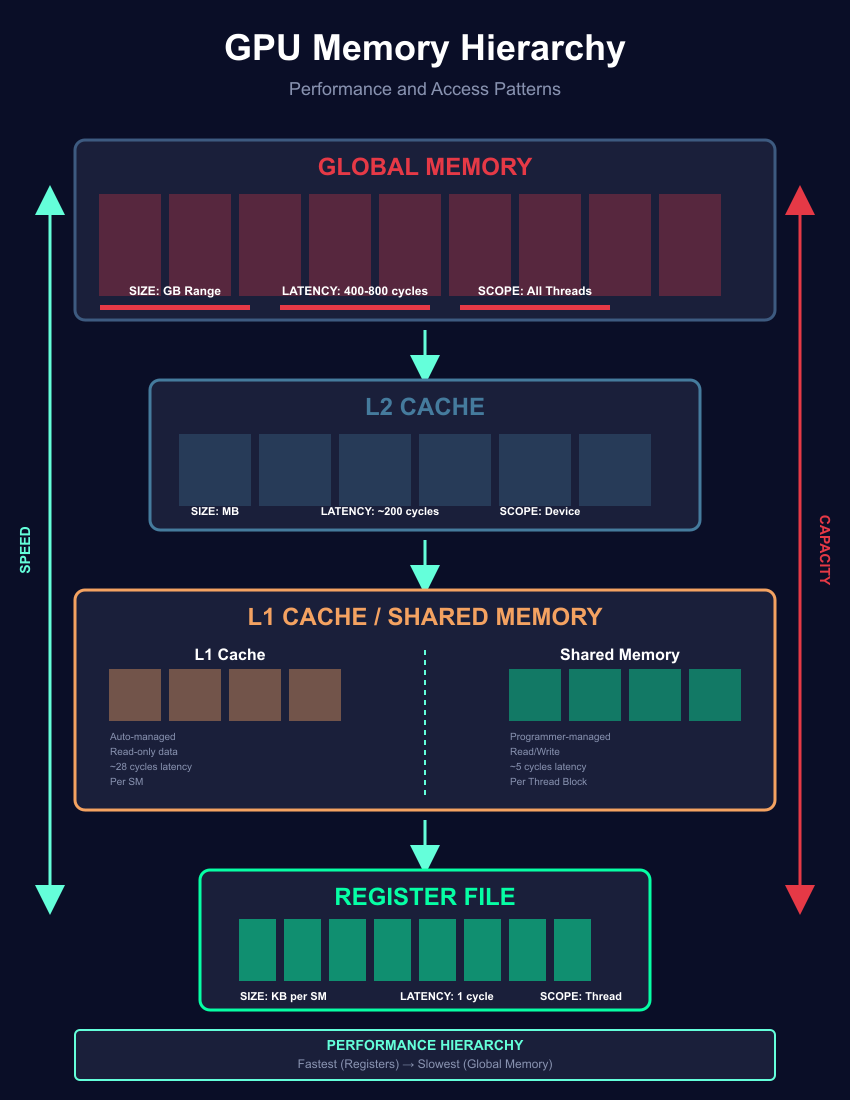 GPU Memory Hierarchy
Performance and Access Patterns
GLOBAL MEMORY
SIZE: GB Range
LATENCY: 400-800 cycles
SCOPE: All Threads
L2 CACHE
SIZE: MB
LATENCY: ~200 cycles
SCOPE: Device
SPEED
CAPACITY
L1 CACHE / SHARED MEMORY
L1 Cache
Auto-managed
Read-only data
~28 cycles latency
Per SM
Shared Memory
Programmer-managed
Read/Write
~5 cycles latency
Per Thread Block
REGISTER FILE
SIZE: KB per SM
LATENCY: 1 cycle
SCOPE: Thread
PERFORMANCE HIERARCHY
Fastest (Registers) → Slowest (Global Memory)